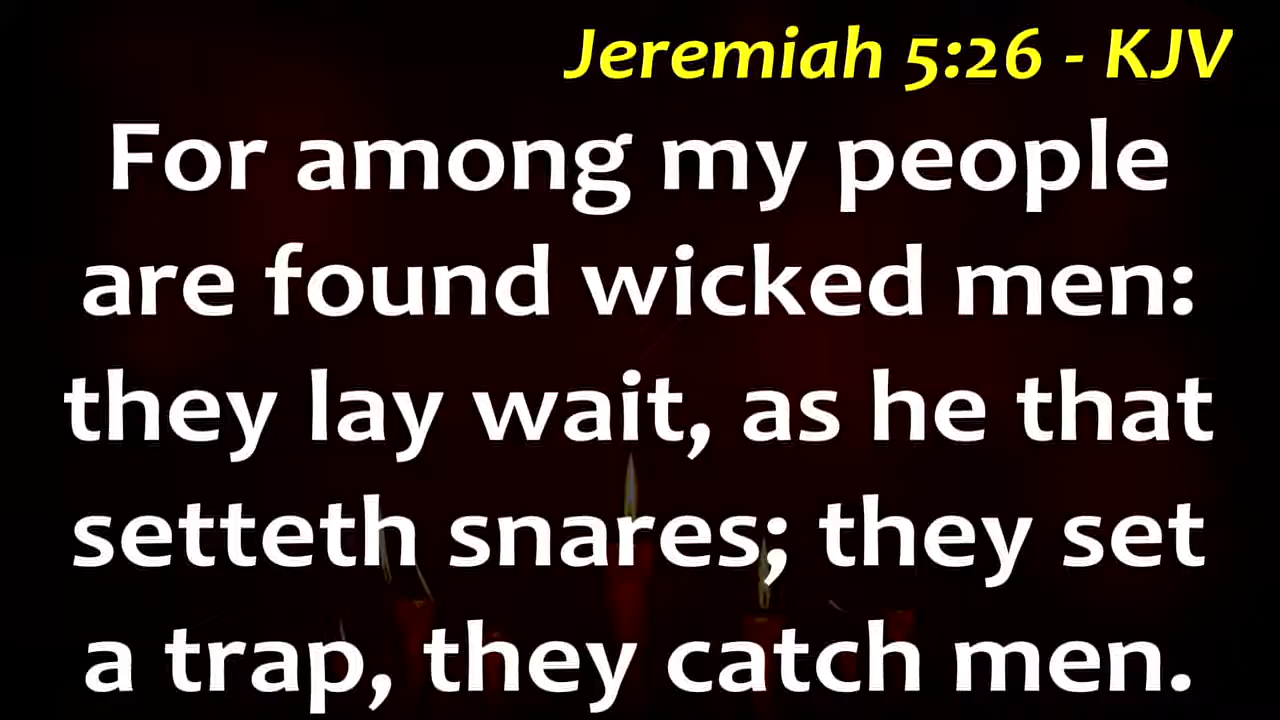 Jeremiah 5:26 - KJV
For among my people
are found wicked men:
they lay wait, as he that
setteth snares; they set
a trap, they catch men.